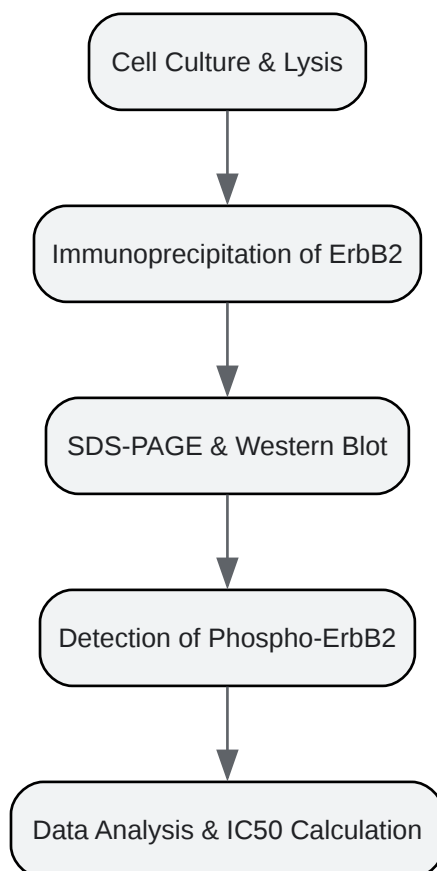 Cell Culture & Lysis
Immunoprecipitation of ErbB2
SDS-PAGE & Western Blot
Detection of Phospho-ErbB2
Data Analysis & IC50 Calculation